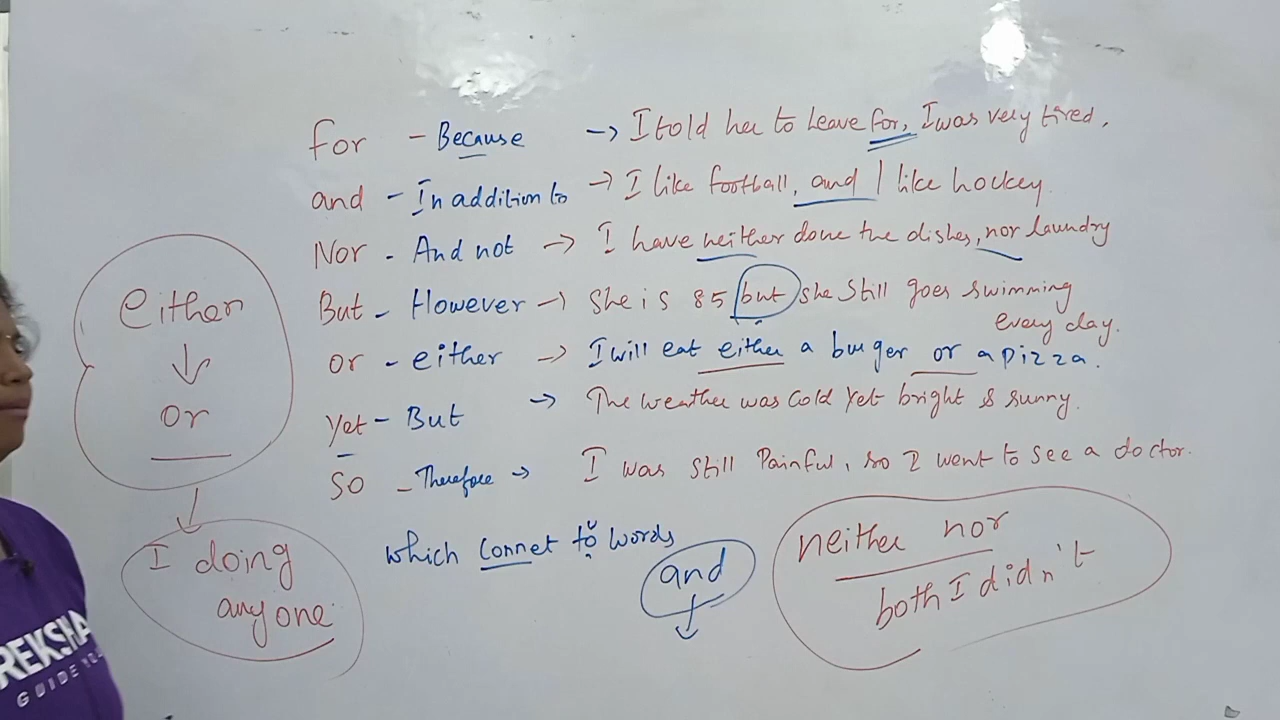 for - Because -> I told her to leave for, I was very tired.
and - In addition to -> I like football, and I like hockey.
Nor - And not -> I have neither done the dishes, nor laundry
But - However -> She is 85 but she still goes swimming
every day.
or - either -> I will eat either a burger or a pizza.
Yet - But -> The weather was cold yet bright & sunny.
So - Therefore -> I was still Painful, so I went to see a doctor.
which connet to words
and
either
↓
or
I doing
any one
neither nor
both I didn't
REKSHA
GUIDE